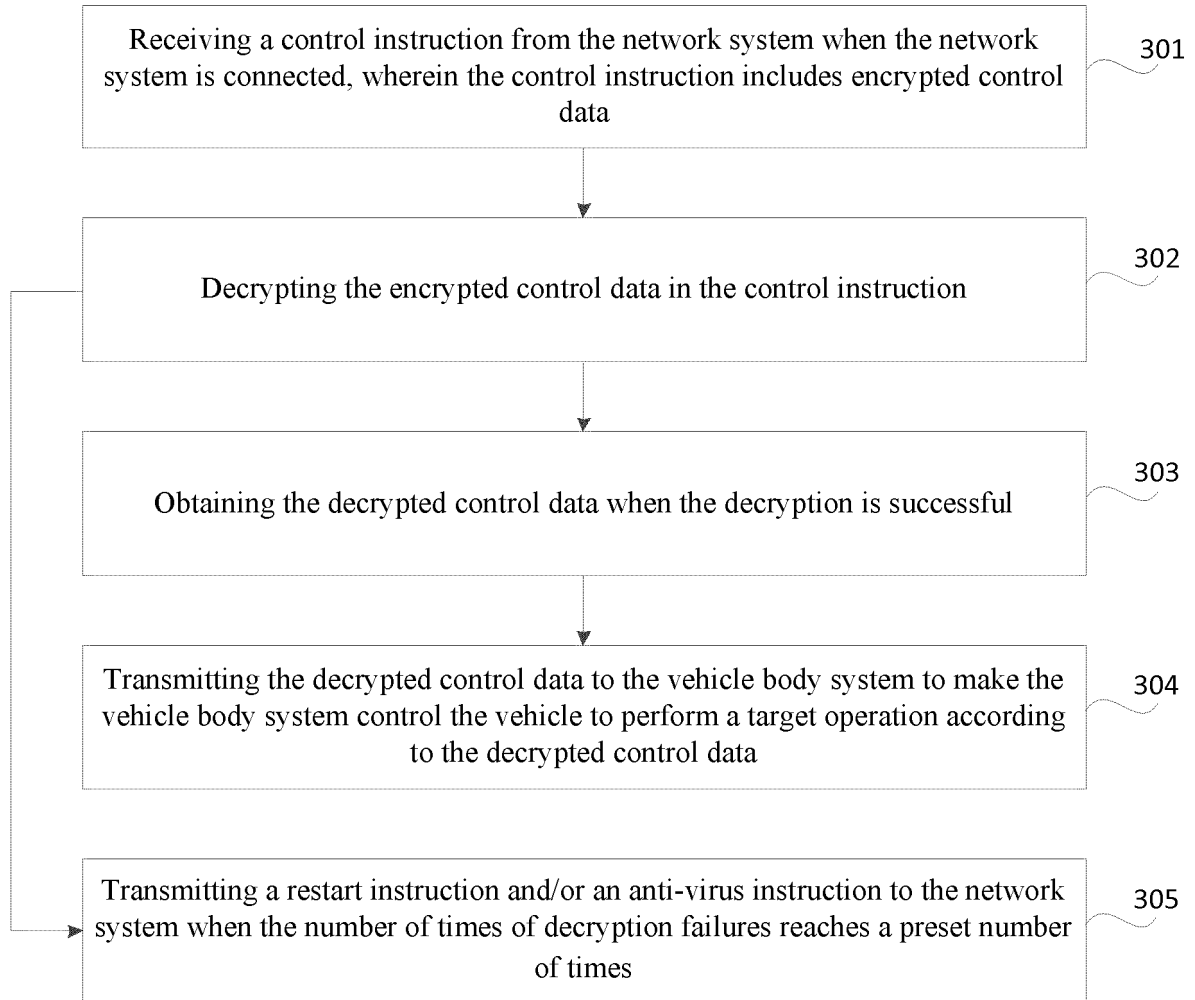 Receiving a control instruction from the network when the network
system is connected, wherein the control instruction includes encrypted control
data
301
Decrypting the encrypted control data in the control instruction
302
Obtaining the decrypted control data when the decryption is successful
303
Transmitting the decrypted control data to the vehicle body system to make the
vehicle body system control the vehicle to perform a target operation according
to the decrypted control data
304
Transmitting a restart instruction and/or an anti-virus instruction to the network
system when the number of times of decryption failures reaches a preset number
of times
305